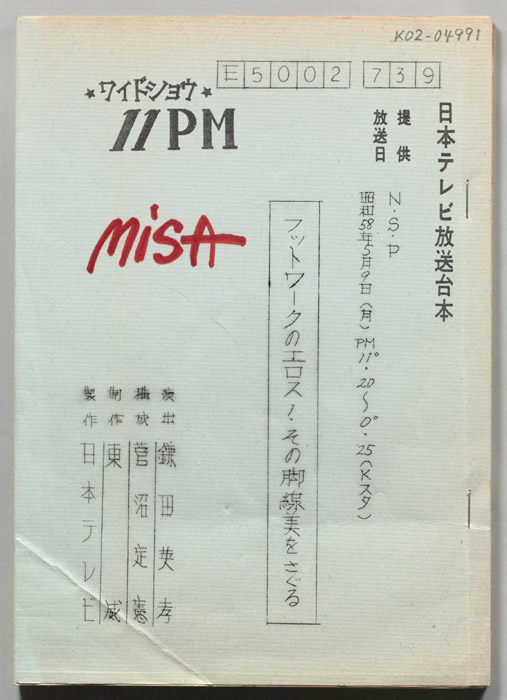 K02-04991
E5002 739
★ワイドショウ★
11PM
MiSA
日本テレビ放送台本
提供 N・S・P
放送日 昭和58年5月9日(月)PM11°・20〜0°・25(Kスタ)
フットワークのエロス!・その脚線美をさぐる
演出 鎌田英孝
構成 菅沼定憲
制作 東 威
製作 日本テレビ